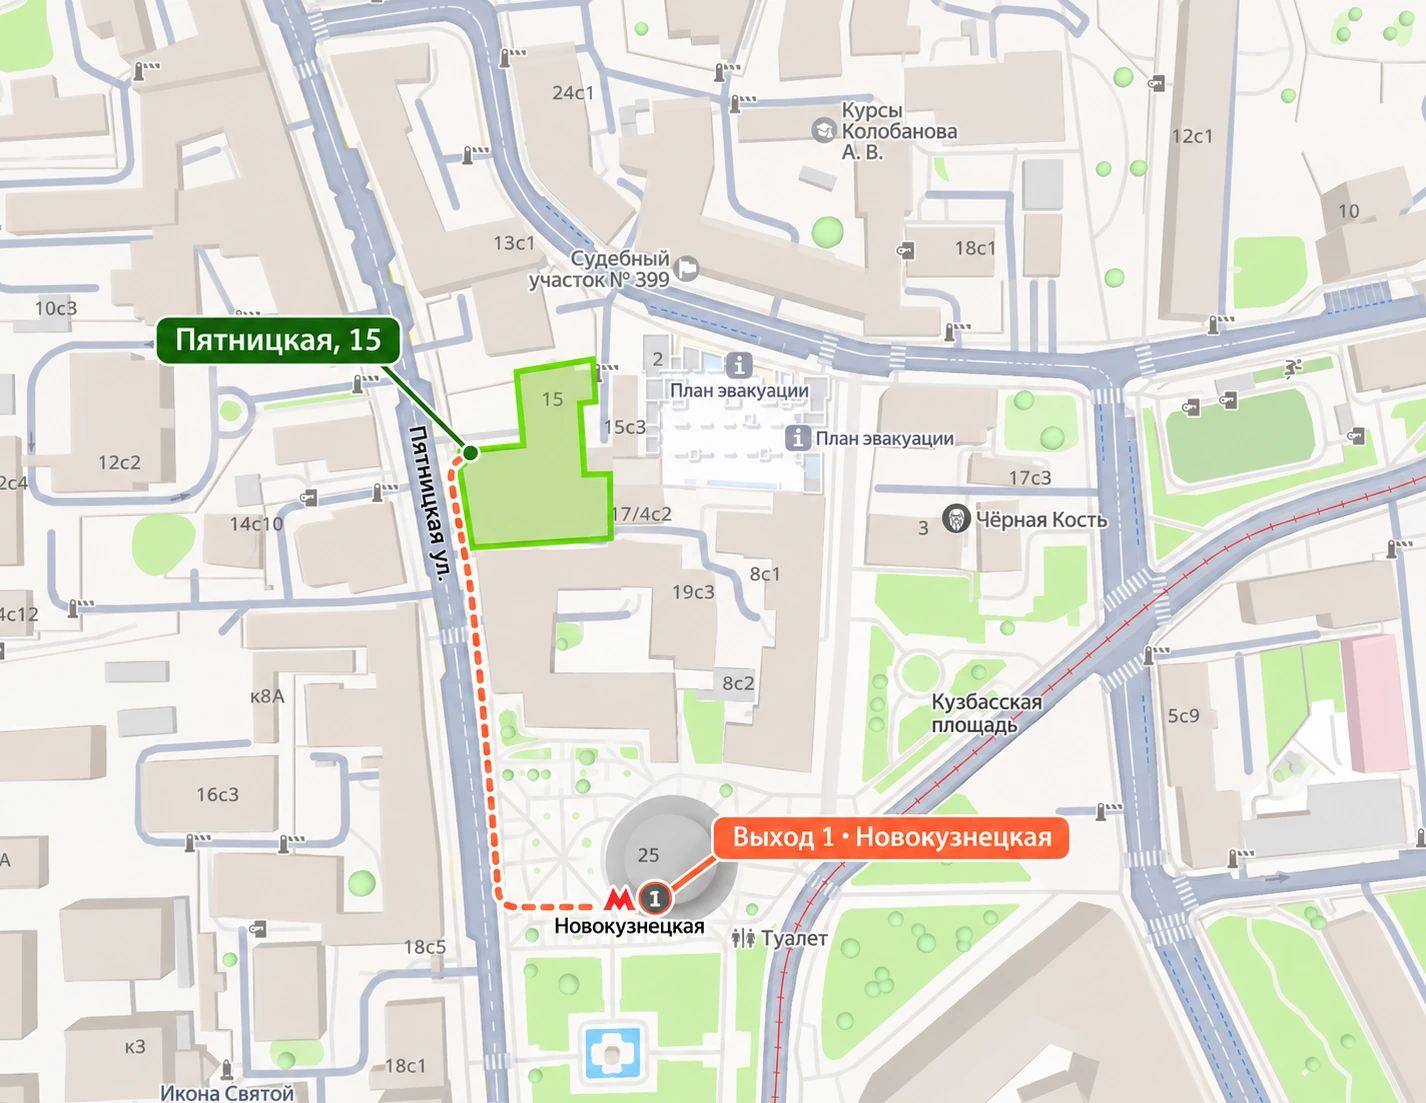 24с1
Курсы
Колобанова
А. В.
12с1
10
13с1
18с1
Судебный
участок № 399
10с3
Пятницкая, 15
2
План эвакуации
15
15с3
План эвакуации
12с2
2с4
17с3
Пятницкая ул.
14с10
17/4с2
3
Чёрная Кость
8с1
19с3
4с12
8с2
к8А
Кузбасская
площадь
5с9
16с3
Выход 1 • Новокузнецкая
25
А
1
Новокузнецкая
Туалет
18с5
к3
18с1
Икона Святой